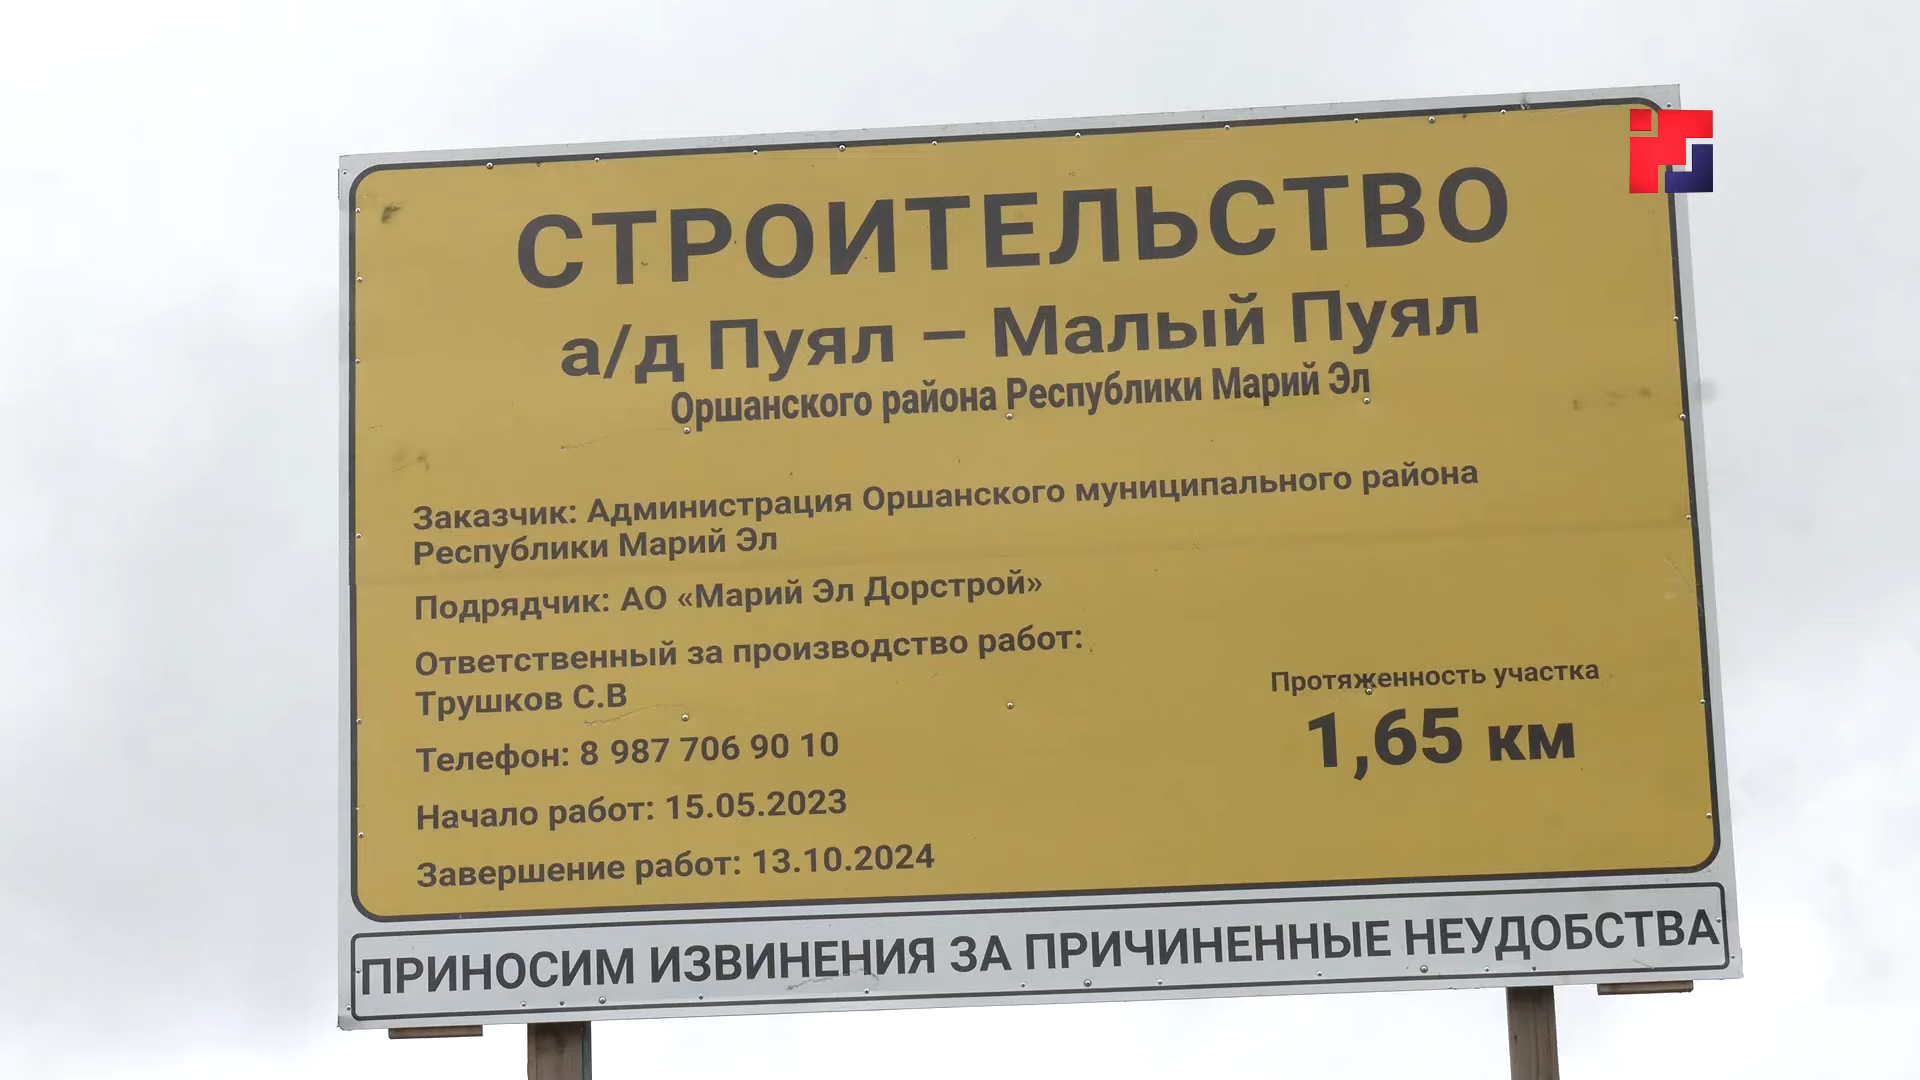 СТРОИТЕЛЬСТВО
а/д Пуял – Малый Пуял
Оршанского района Республики Марий Эл
Заказчик: Администрация Оршанского муниципального района
Республики Марий Эл
Подрядчик: АО «Марий Эл Дорстрой»
Ответственный за производство работ:
Трушков С.В
Телефон: 8 987 706 90 10
Начало работ: 15.05.2023
Завершение работ: 13.10.2024
Протяженность участка
1,65 км
ПРИНОСИМ ИЗВИНЕНИЯ ЗА ПРИЧИНЕННЫЕ НЕУДОБСТВА